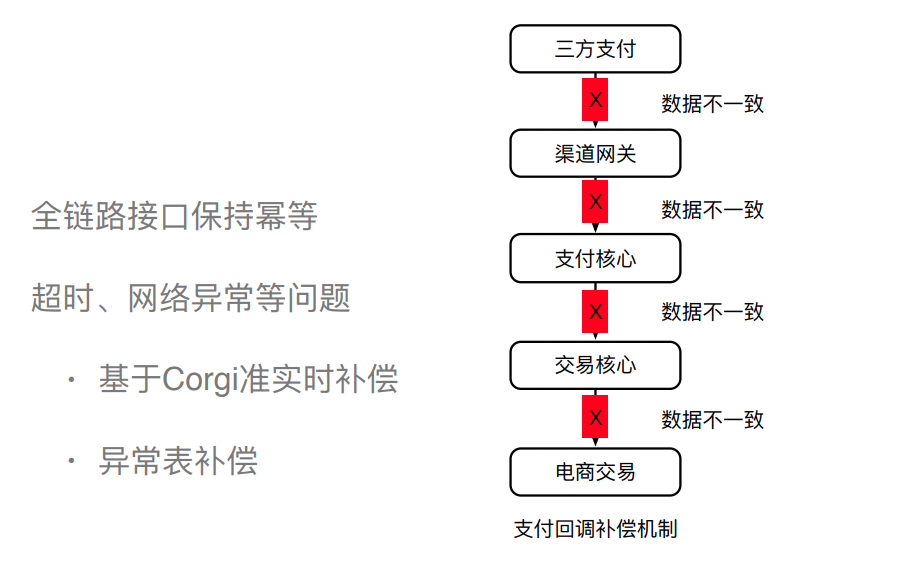 全链路接口保持幂等
超时、网络异常等问题
· 基于Corgi准实时补偿
· 异常表补偿
三方支付
X
数据不一致
渠道网关
X
数据不一致
支付核心
X
数据不一致
交易核心
X
数据不一致
电商交易
支付回调补偿机制